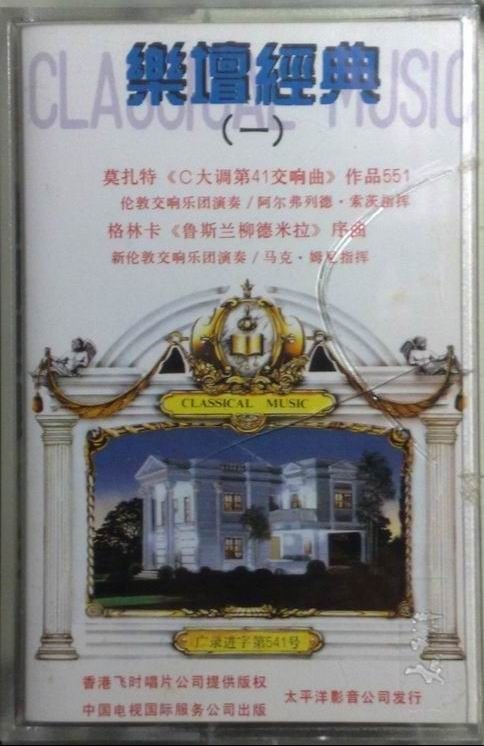 CLASSICAL MUSIC
樂壇經典
(一)
莫扎特《C大调第41交响曲》作品551
伦敦交响乐团演奏/阿尔弗列德·索茨指挥
格林卡《鲁斯兰柳德米拉》序曲
新伦敦交响乐团演奏/马克·姆尼指挥
CLASSICAL MUSIC
广录进字第541号
香港飞时唱片公司提供版权
中国电视国际服务公司出版
太平洋影音公司发行